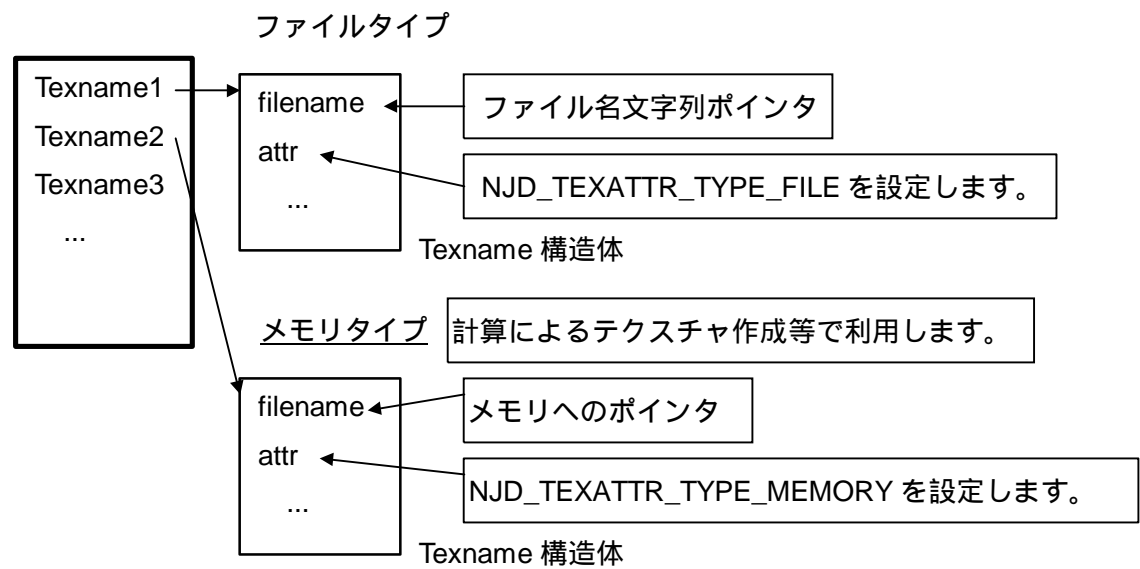 ファイルタイプ
Texname1
Texname2
Texname3
...
filename
attr
...
ファイル名文字列ポインタ
NJD_TEXATTR_TYPE_FILE を設定します。
Texname 構造体
メモリタイプ
計算によるテクスチャ作成等で利用します。
filename
attr
...
メモリへのポインタ
NJD_TEXATTR_TYPE_MEMORY を設定します。
Texname 構造体